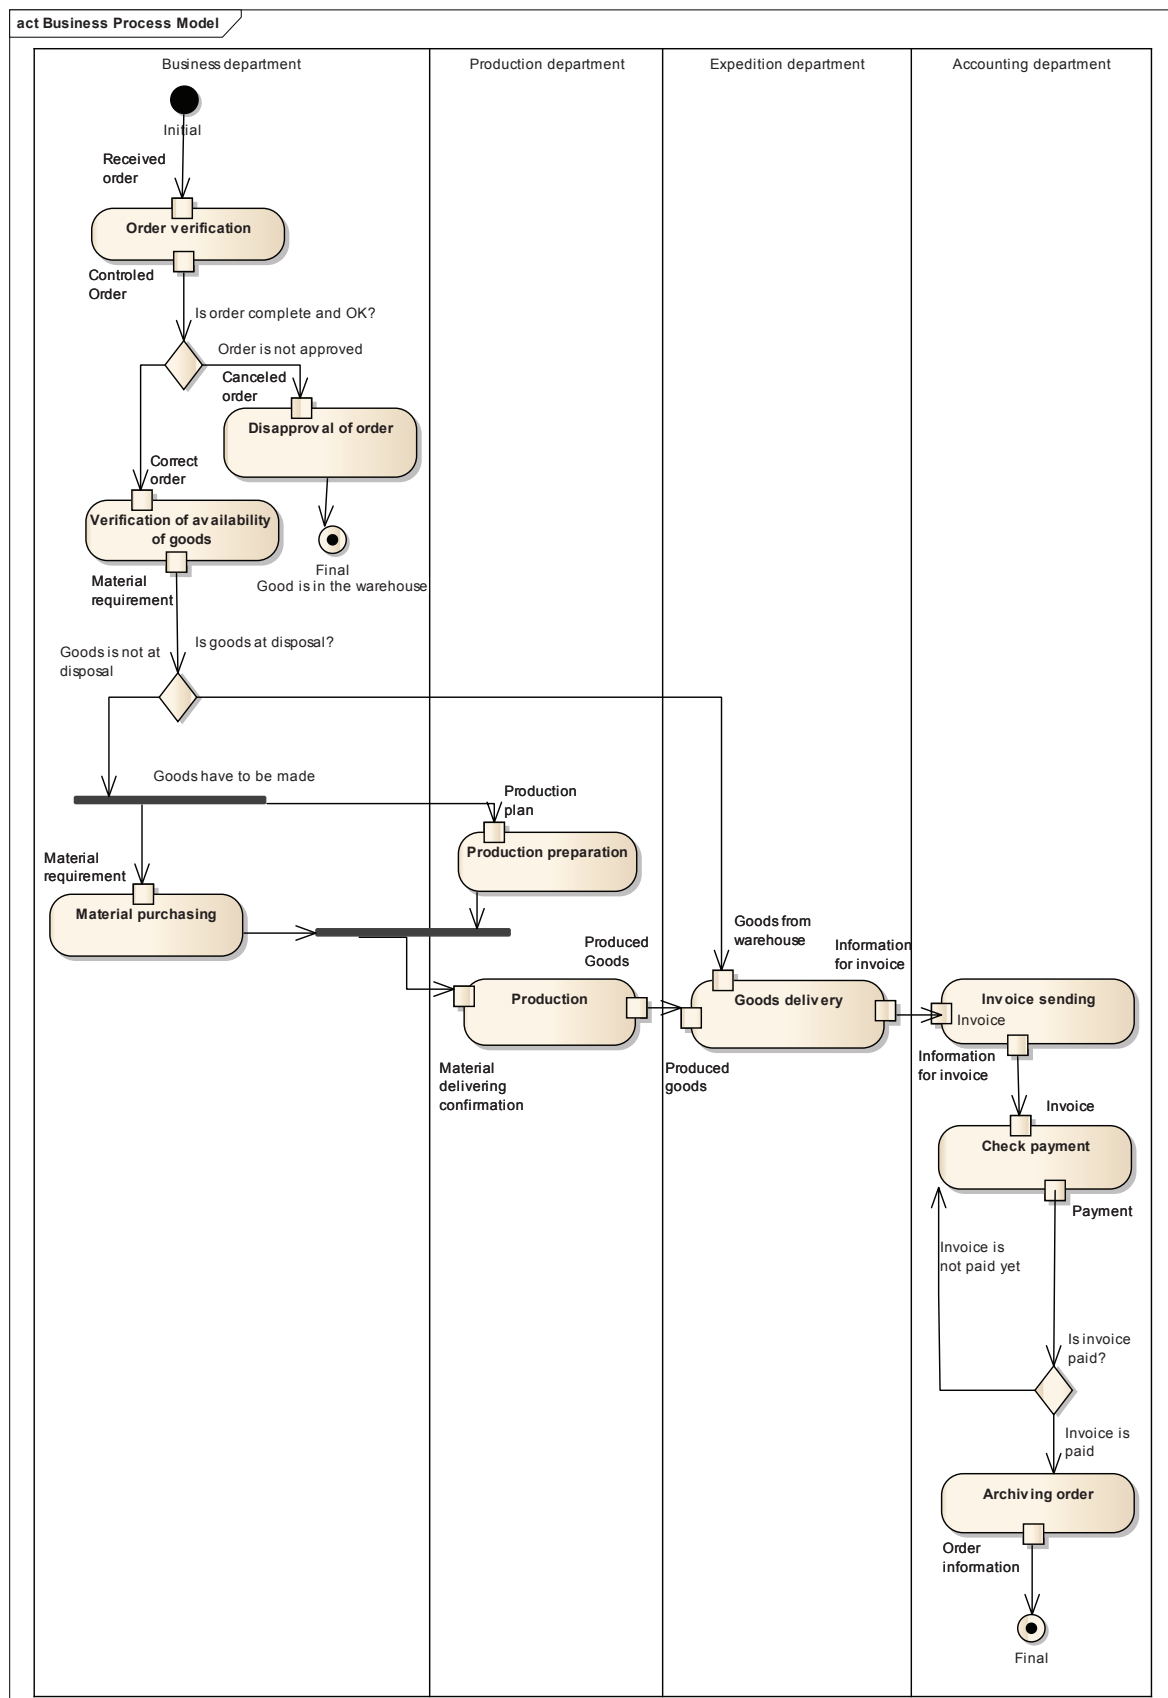 act Business Process Model
Business department
Production department
Expedition department
Accounting department
Initial
Received
order
Order verification
Controled
Order
Is order complete and OK?
Order is not approved
Canceled
order
Disapproval of order
Correct
order
Verification of availability
of goods
Final
Good is in the warehouse
Material
requirement
Is goods at disposal?
Goods is not at
disposal
Goods have to be made
Production
plan
Production preparation
Material
requirement
Material purchasing
Goods from
warehouse
Produced
Goods
Information
for invoice
Production
Goods delivery
Invoice sending
Invoice
Material
delivering
confirmation
Produced
goods
Information
for invoice
Invoice
Check payment
Payment
Invoice is
not paid yet
Is invoice
paid?
Invoice is
paid
Archiving order
Order
information
Final